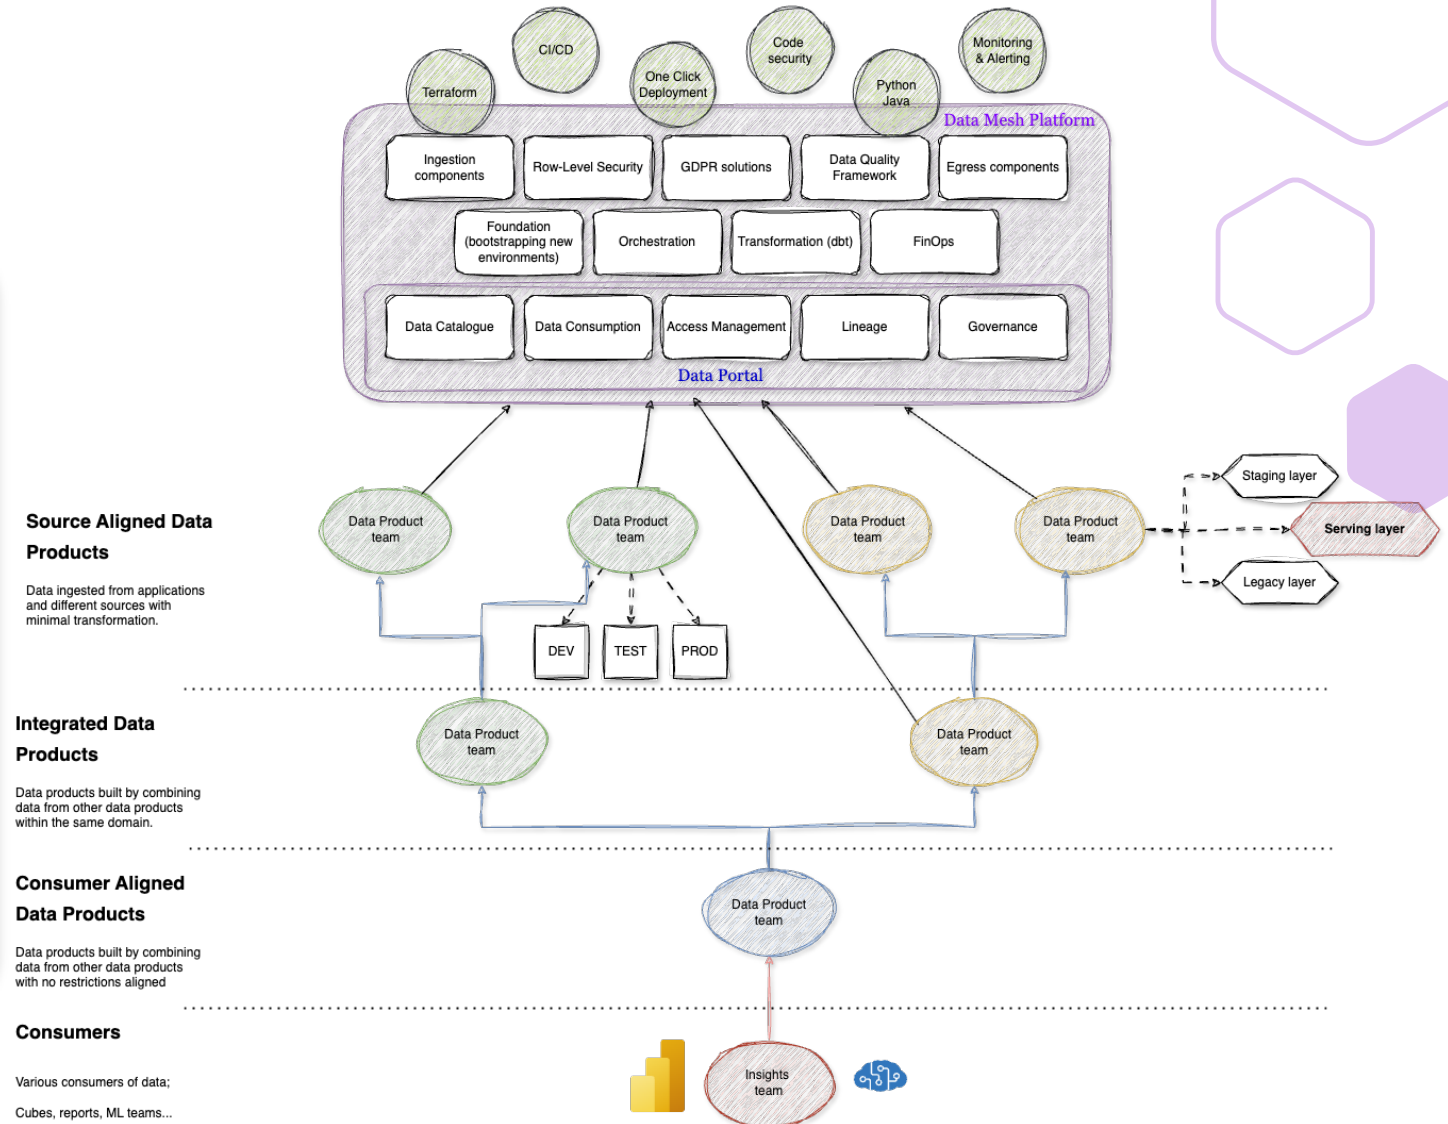 CI/CD
Code
security
Monitoring
& Alerting
Terraform
One Click
Deployment
Python
Java
Data Mesh Platform
Ingestion
components
Row-Level Security
GDPR solutions
Data Quality
Framework
Egress components
Foundation
(bootstrapping new
environments)
Orchestration
Transformation (dbt)
FinOps
Data Catalogue
Data Consumption
Access Management
Lineage
Governance
Data Portal
Source Aligned Data
Products
Data ingested from applications
and different sources with
minimal transformation.
Data Product
team
Data Product
team
Data Product
team
Data Product
team
Staging layer
Serving layer
Legacy layer
DEV
TEST
PROD
Integrated Data
Products
Data products built by combining
data from other data products
within the same domain.
Data Product
team
Data Product
team
Consumer Aligned
Data Products
Data products built by combining
data from other data products
with no restrictions aligned
Data Product
team
Consumers
Various consumers of data;
Cubes, reports, ML teams...
Insights
team